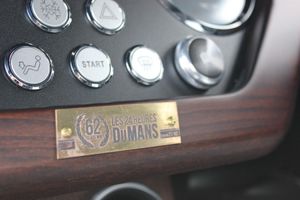 START
62
LES 24 HEURES
DU MANS